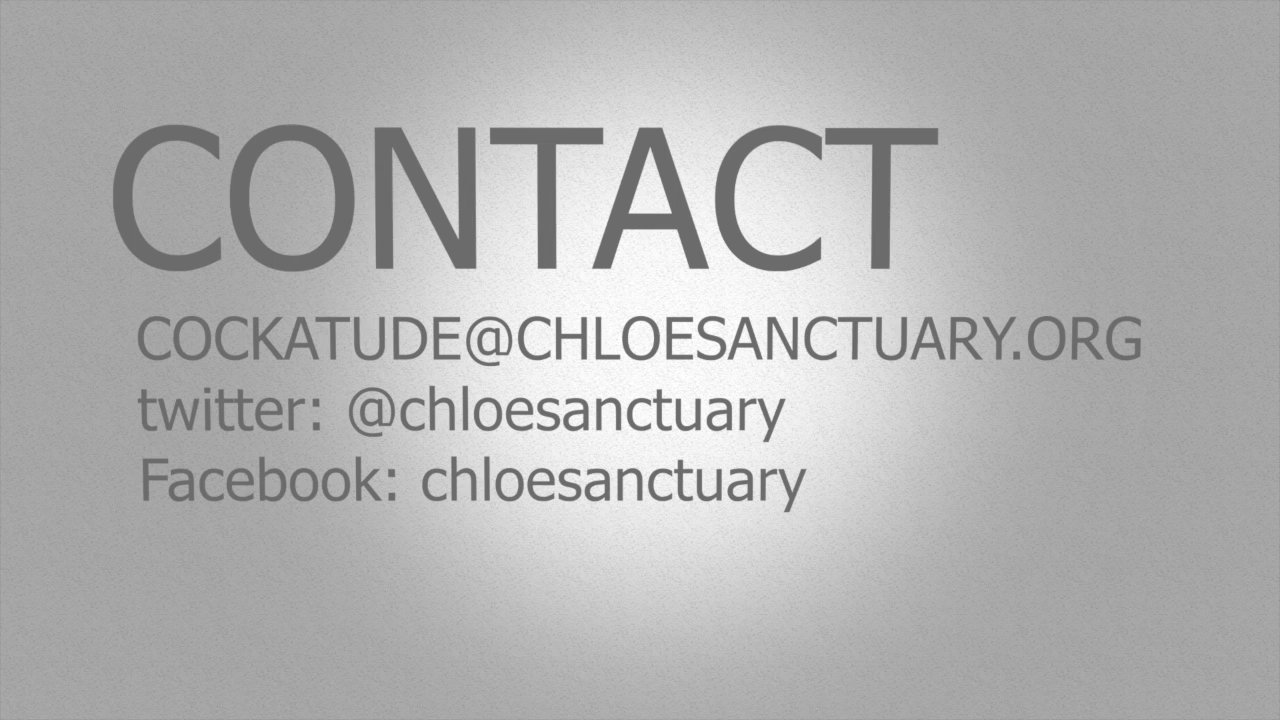 CONTACT
COCKATUDE@CHLOESANCTUARY.ORG
twitter: @chloesanctuary
Facebook: chloesanctuary